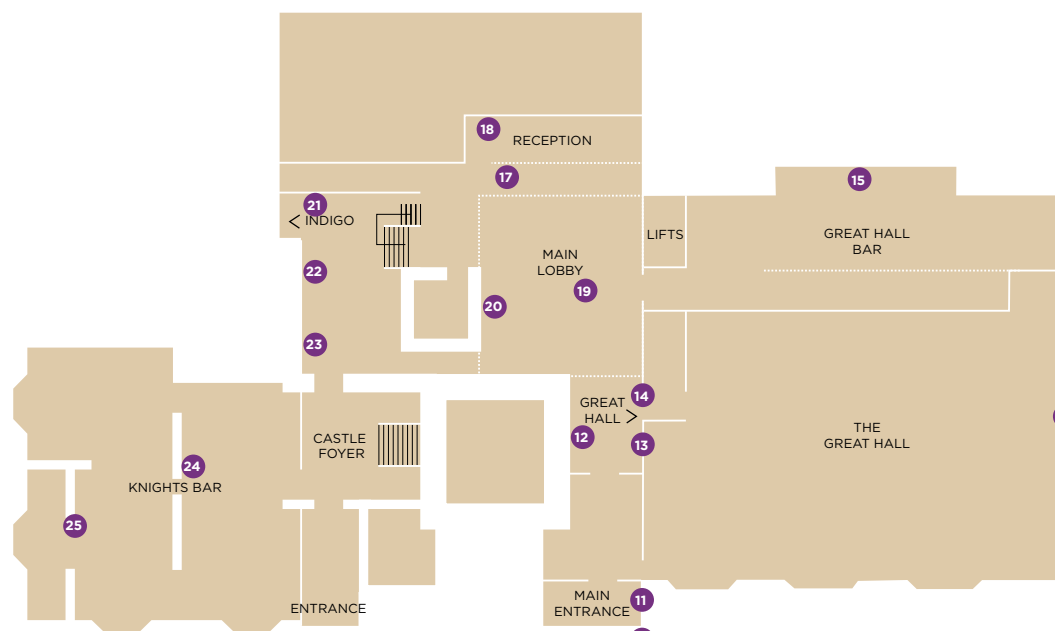 18
RECEPTION
17
15
21
INDIGO
LIFTS
GREAT HALL
BAR
MAIN
LOBBY
22
19
20
23
14
GREAT
HALL
12
13
THE
GREAT HALL
CASTLE
FOYER
24
KNIGHTS BAR
25
ENTRANCE
MAIN
ENTRANCE
11